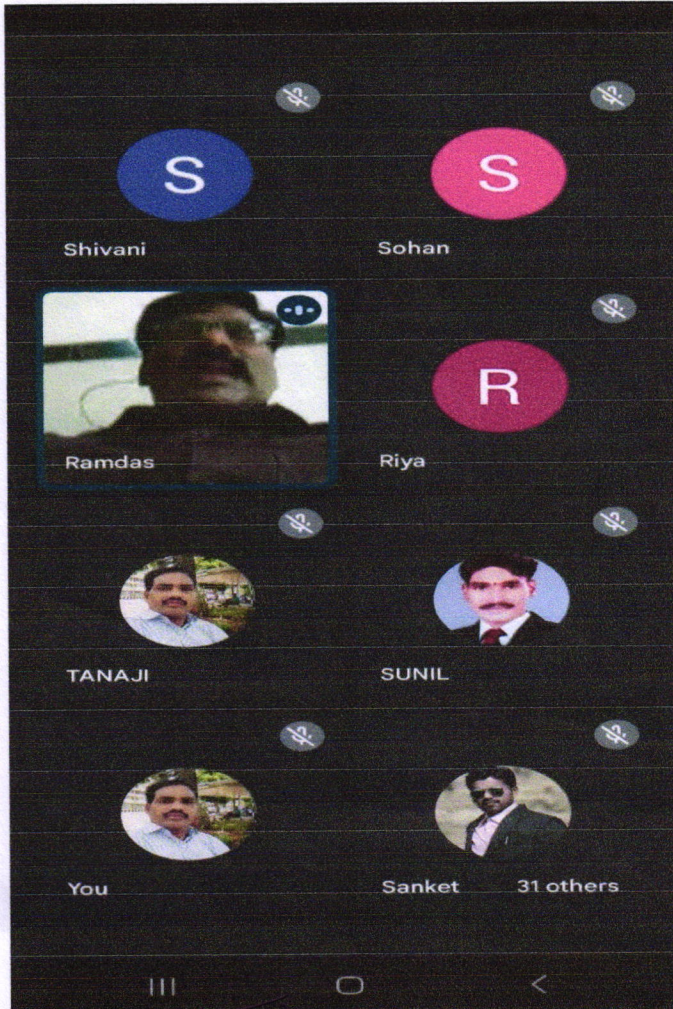 S
S
Shivani
Sohan
R
Ramdas
Riya
TANAJI
SUNIL
You
Sanket 31 others